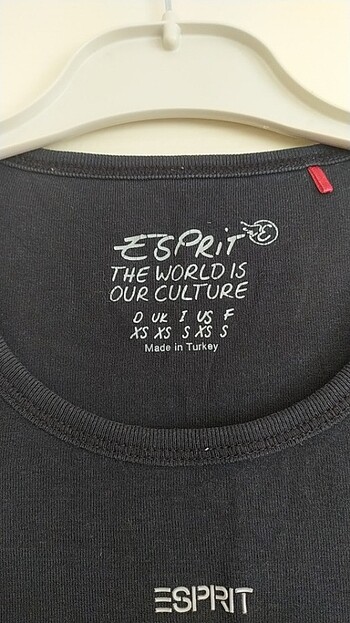 ESPRIT
THE WORLD IS
OUR CULTURE
D UK I US F
XS XS S XS S
Made in Turkey
ESPRIT